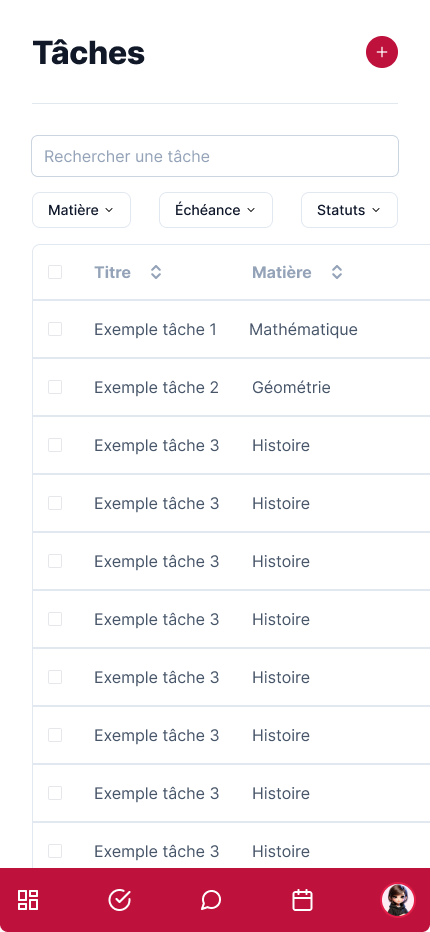 Tâches
Rechercher une tâche
Matière Échéance Statuts
Titre Matière
Exemple tâche 1 Mathématique
Exemple tâche 2 Géométrie
Exemple tâche 3 Histoire
Exemple tâche 3 Histoire
Exemple tâche 3 Histoire
Exemple tâche 3 Histoire
Exemple tâche 3 Histoire
Exemple tâche 3 Histoire
Exemple tâche 3 Histoire
Exemple tâche 3 Histoire